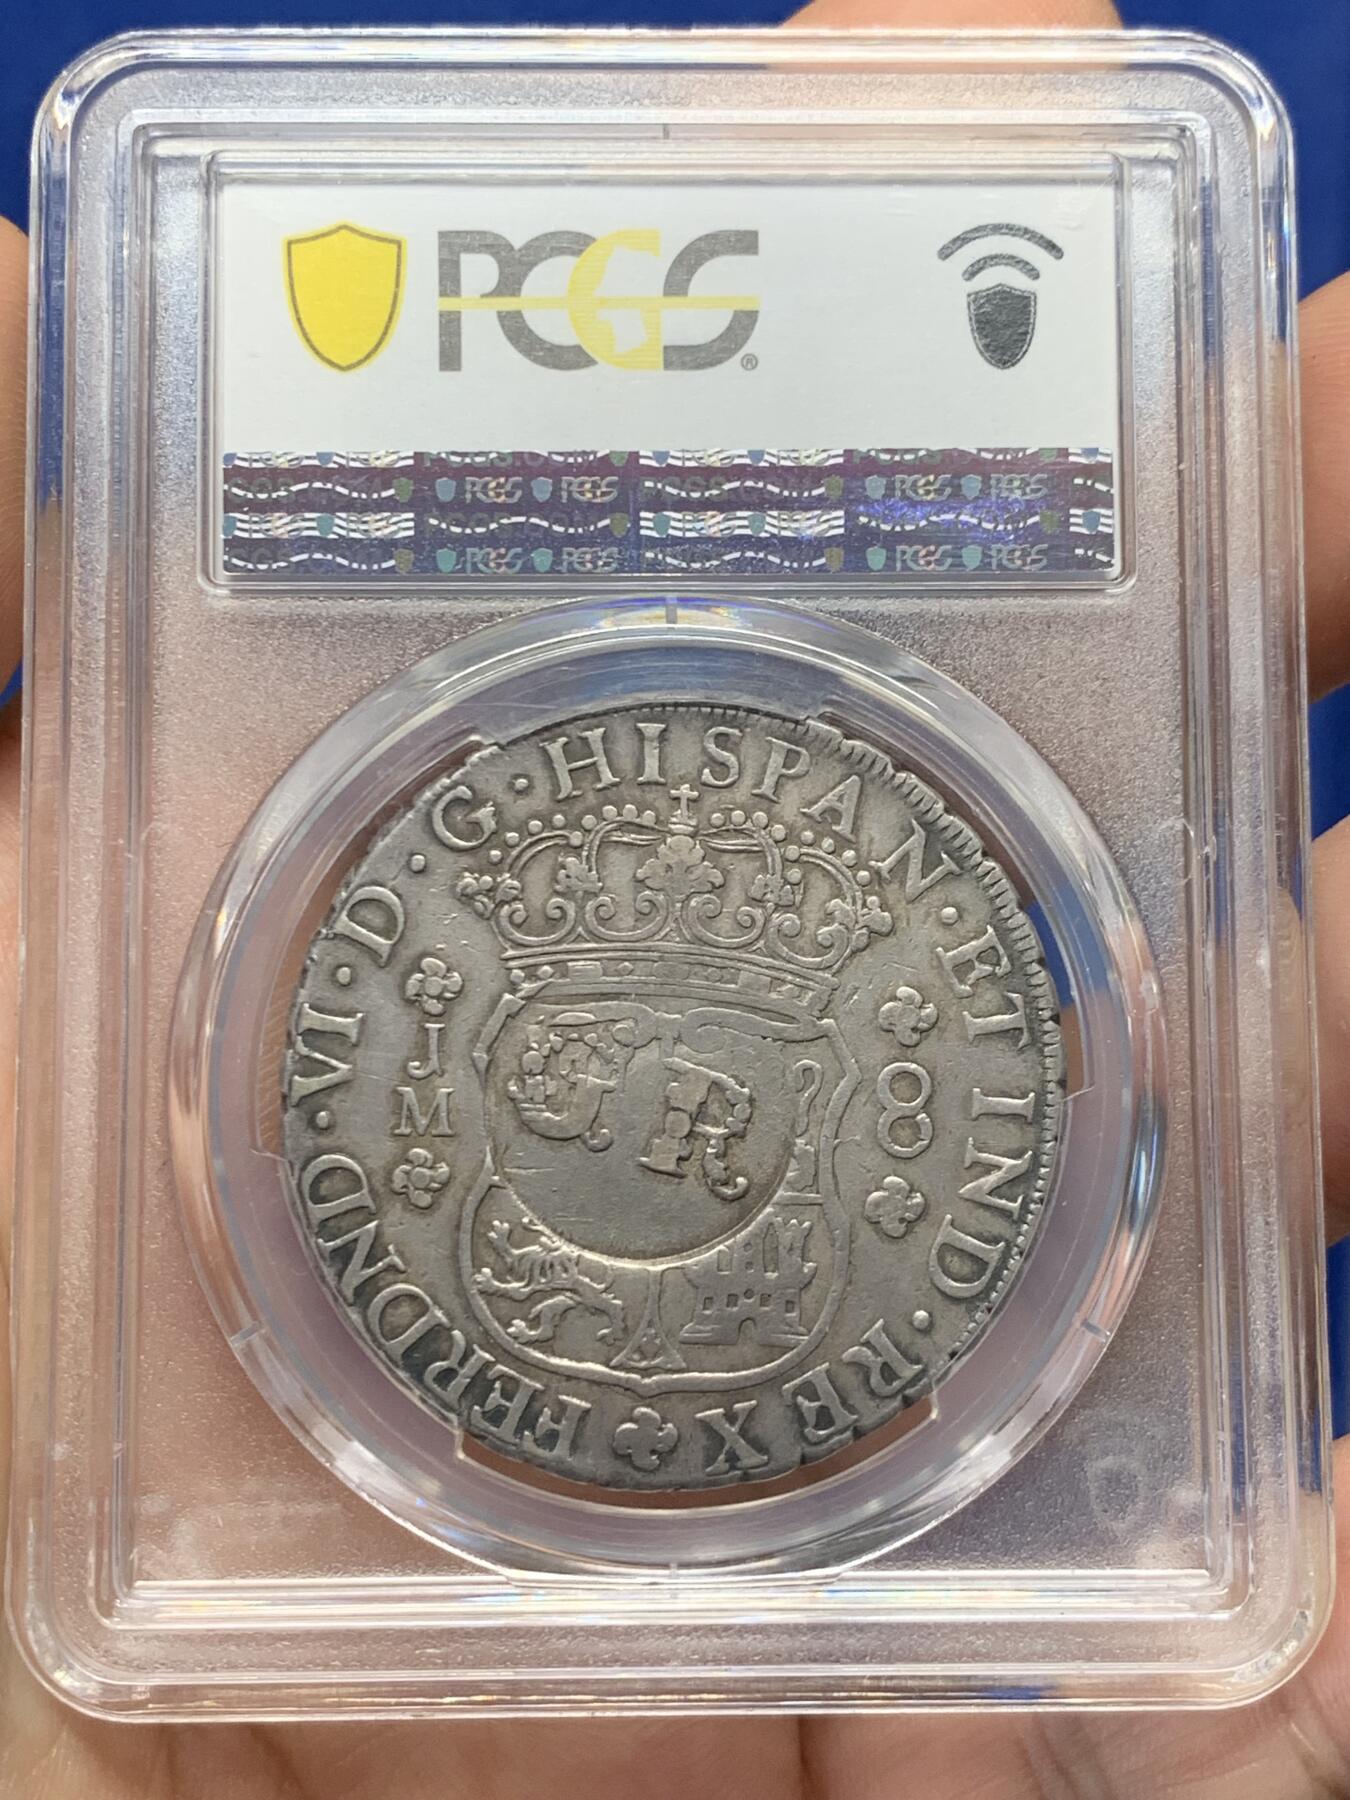 PCGS®
FERDND·VI·D·G·HISPAN·ET IND·REX
J
M
8